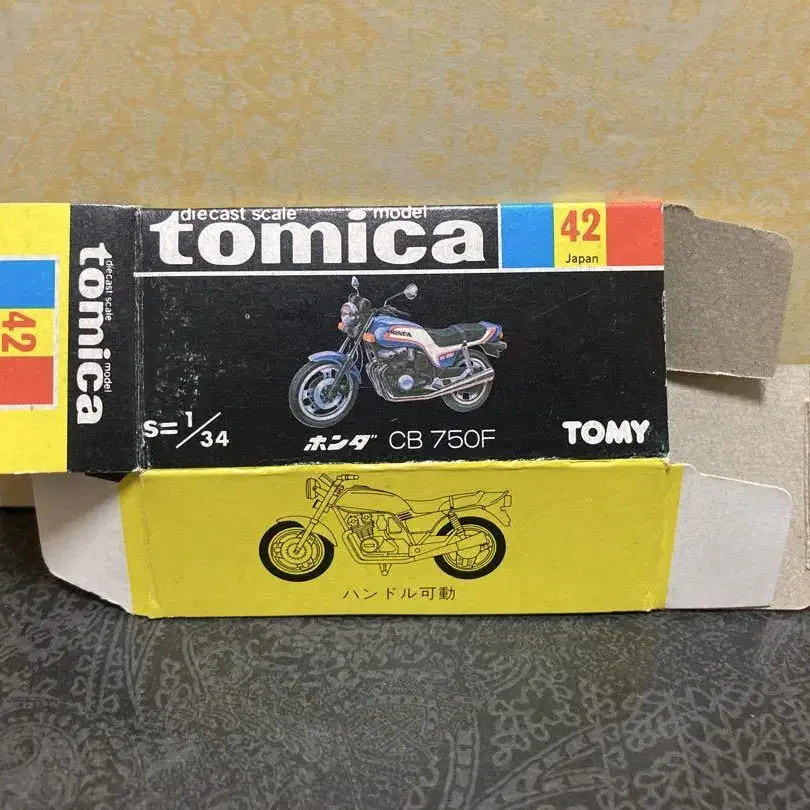 42
diecast scale model
tomica
diecast scale model
tomica
42
Japan
HONDA
S=1/34
ホンダ CB 750F
TOMY
ハンドル可動